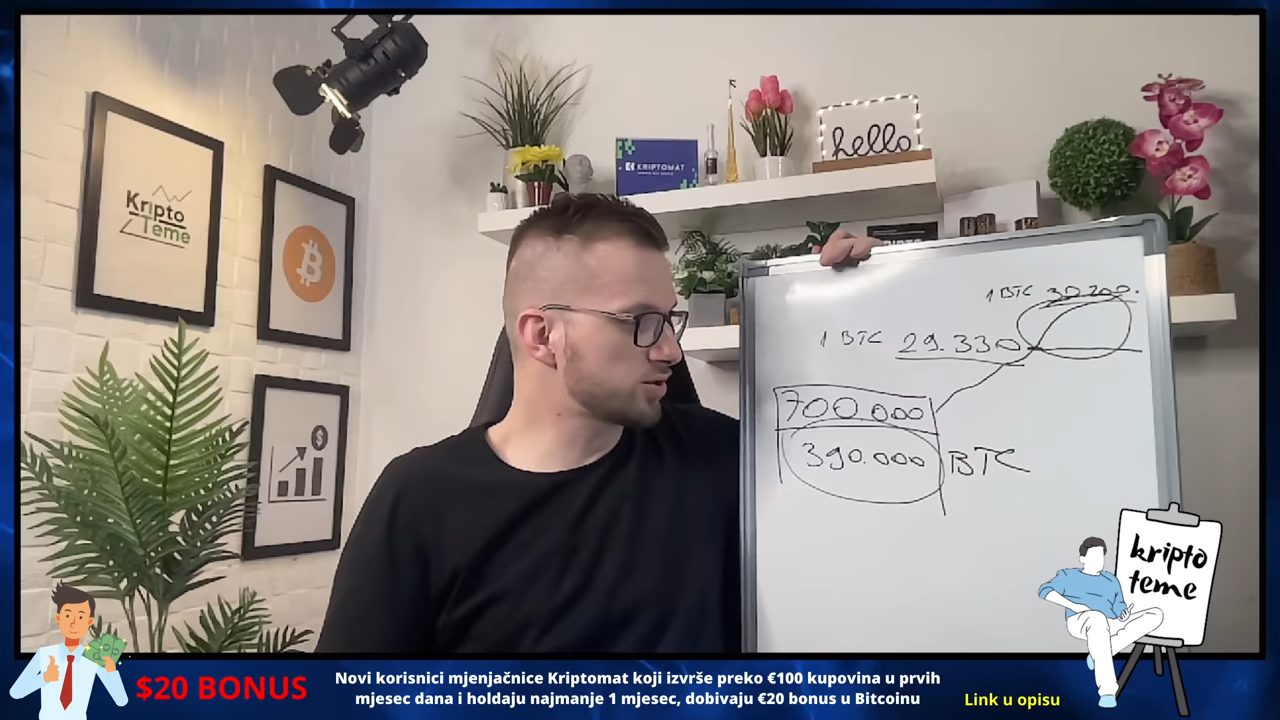 Kripto
Teme
KRIPTOMAT
hello
1 BTC 30.200.
1 BTC 29.330
700.000
390.000 BTC
kripto
teme
$20 BONUS
Novi korisnici mjenjačnice Kriptomat koji izvrše preko €100 kupovina u prvih
mjesec dana i holdaju najmanje 1 mjesec, dobivaju €20 bonus u Bitcoinu
Link u opisu